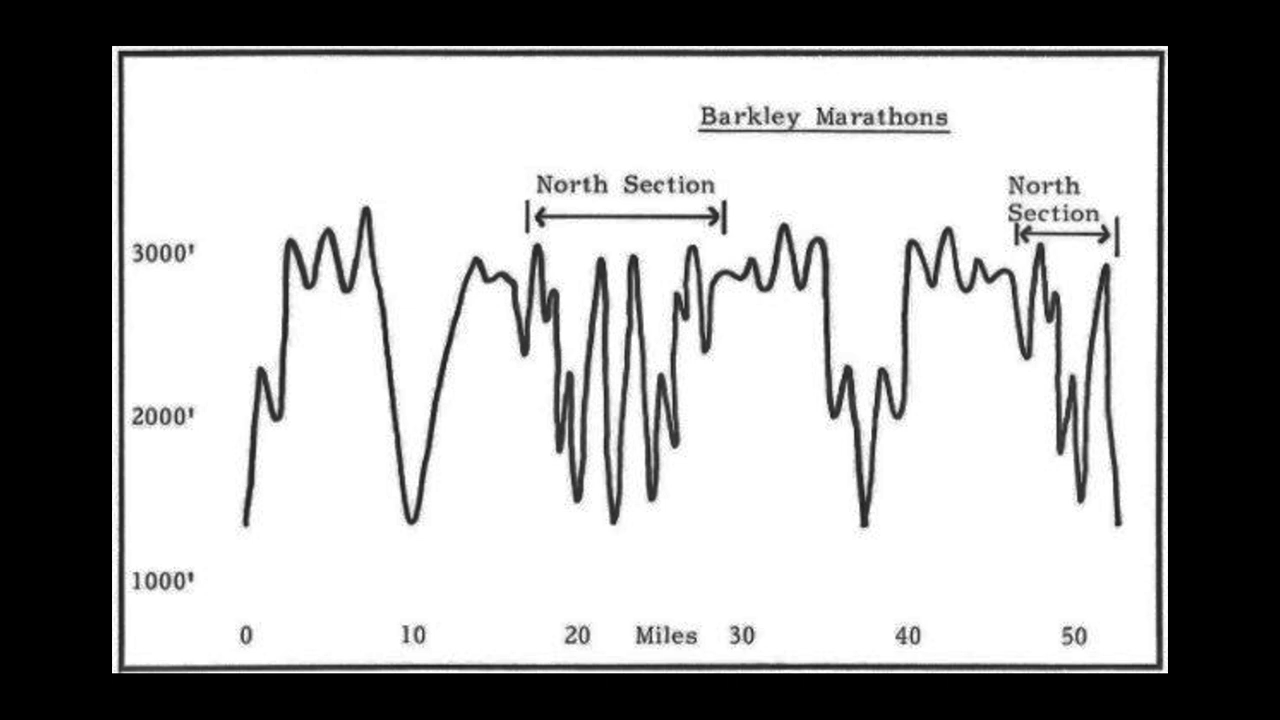 Barkley Marathons
North Section
North
Section
3000'
2000'
1000'
0 10 20 Miles 30 40 50